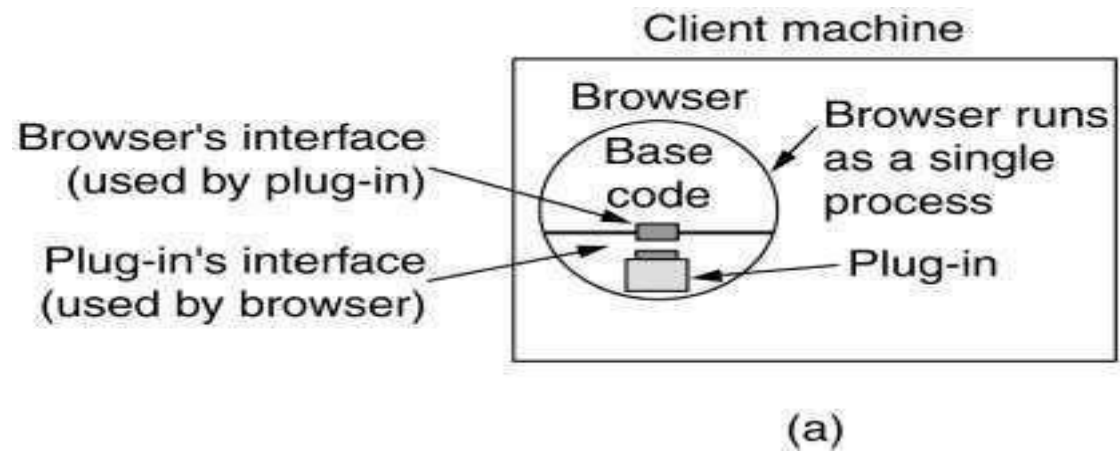 Client machine
Browser
Base
code
Browser's interface
(used by plug-in)
Browser runs
as a single
process
Plug-in's interface
(used by browser)
Plug-in
(a)